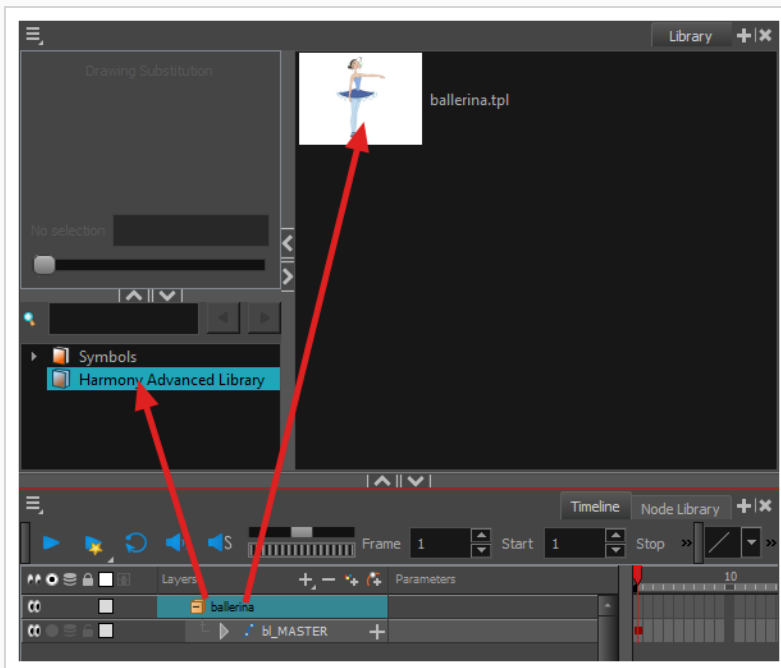 Library
Drawing Substitution
ballerina.tpl
No selection
Symbols
Harmony Advanced Library
Timeline
Node Library
S
Frame 1 Start 1 Stop
Layers Parameters 10
ballerina
bl_MASTER